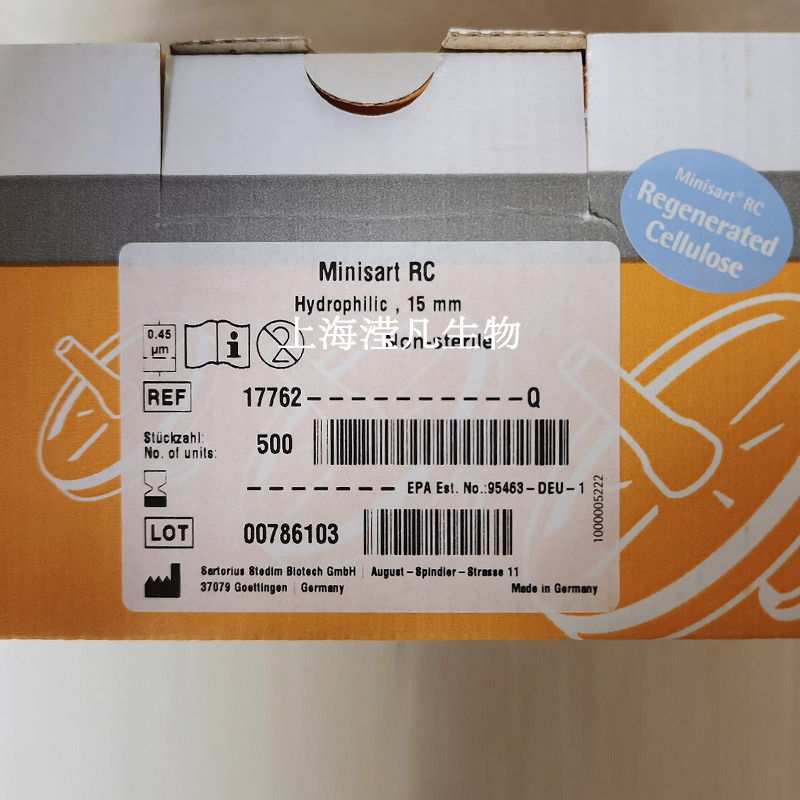 Minisart® RC
Regenerated
Cellulose
Minisart RC
Hydrophilic , 15 mm
上海滢凡生物
Non-sterile
0.45
µm
i
2
REF
17762-----------Q
Stückzahl:
No. of units:
500
-------- EPA Est. No.:95463-DEU-1
1000005222
LOT
00786103
Sartorius Stedim Biotech GmbH | August-Spindler-Strasse 11
37079 Goettingen | Germany
Made in Germany